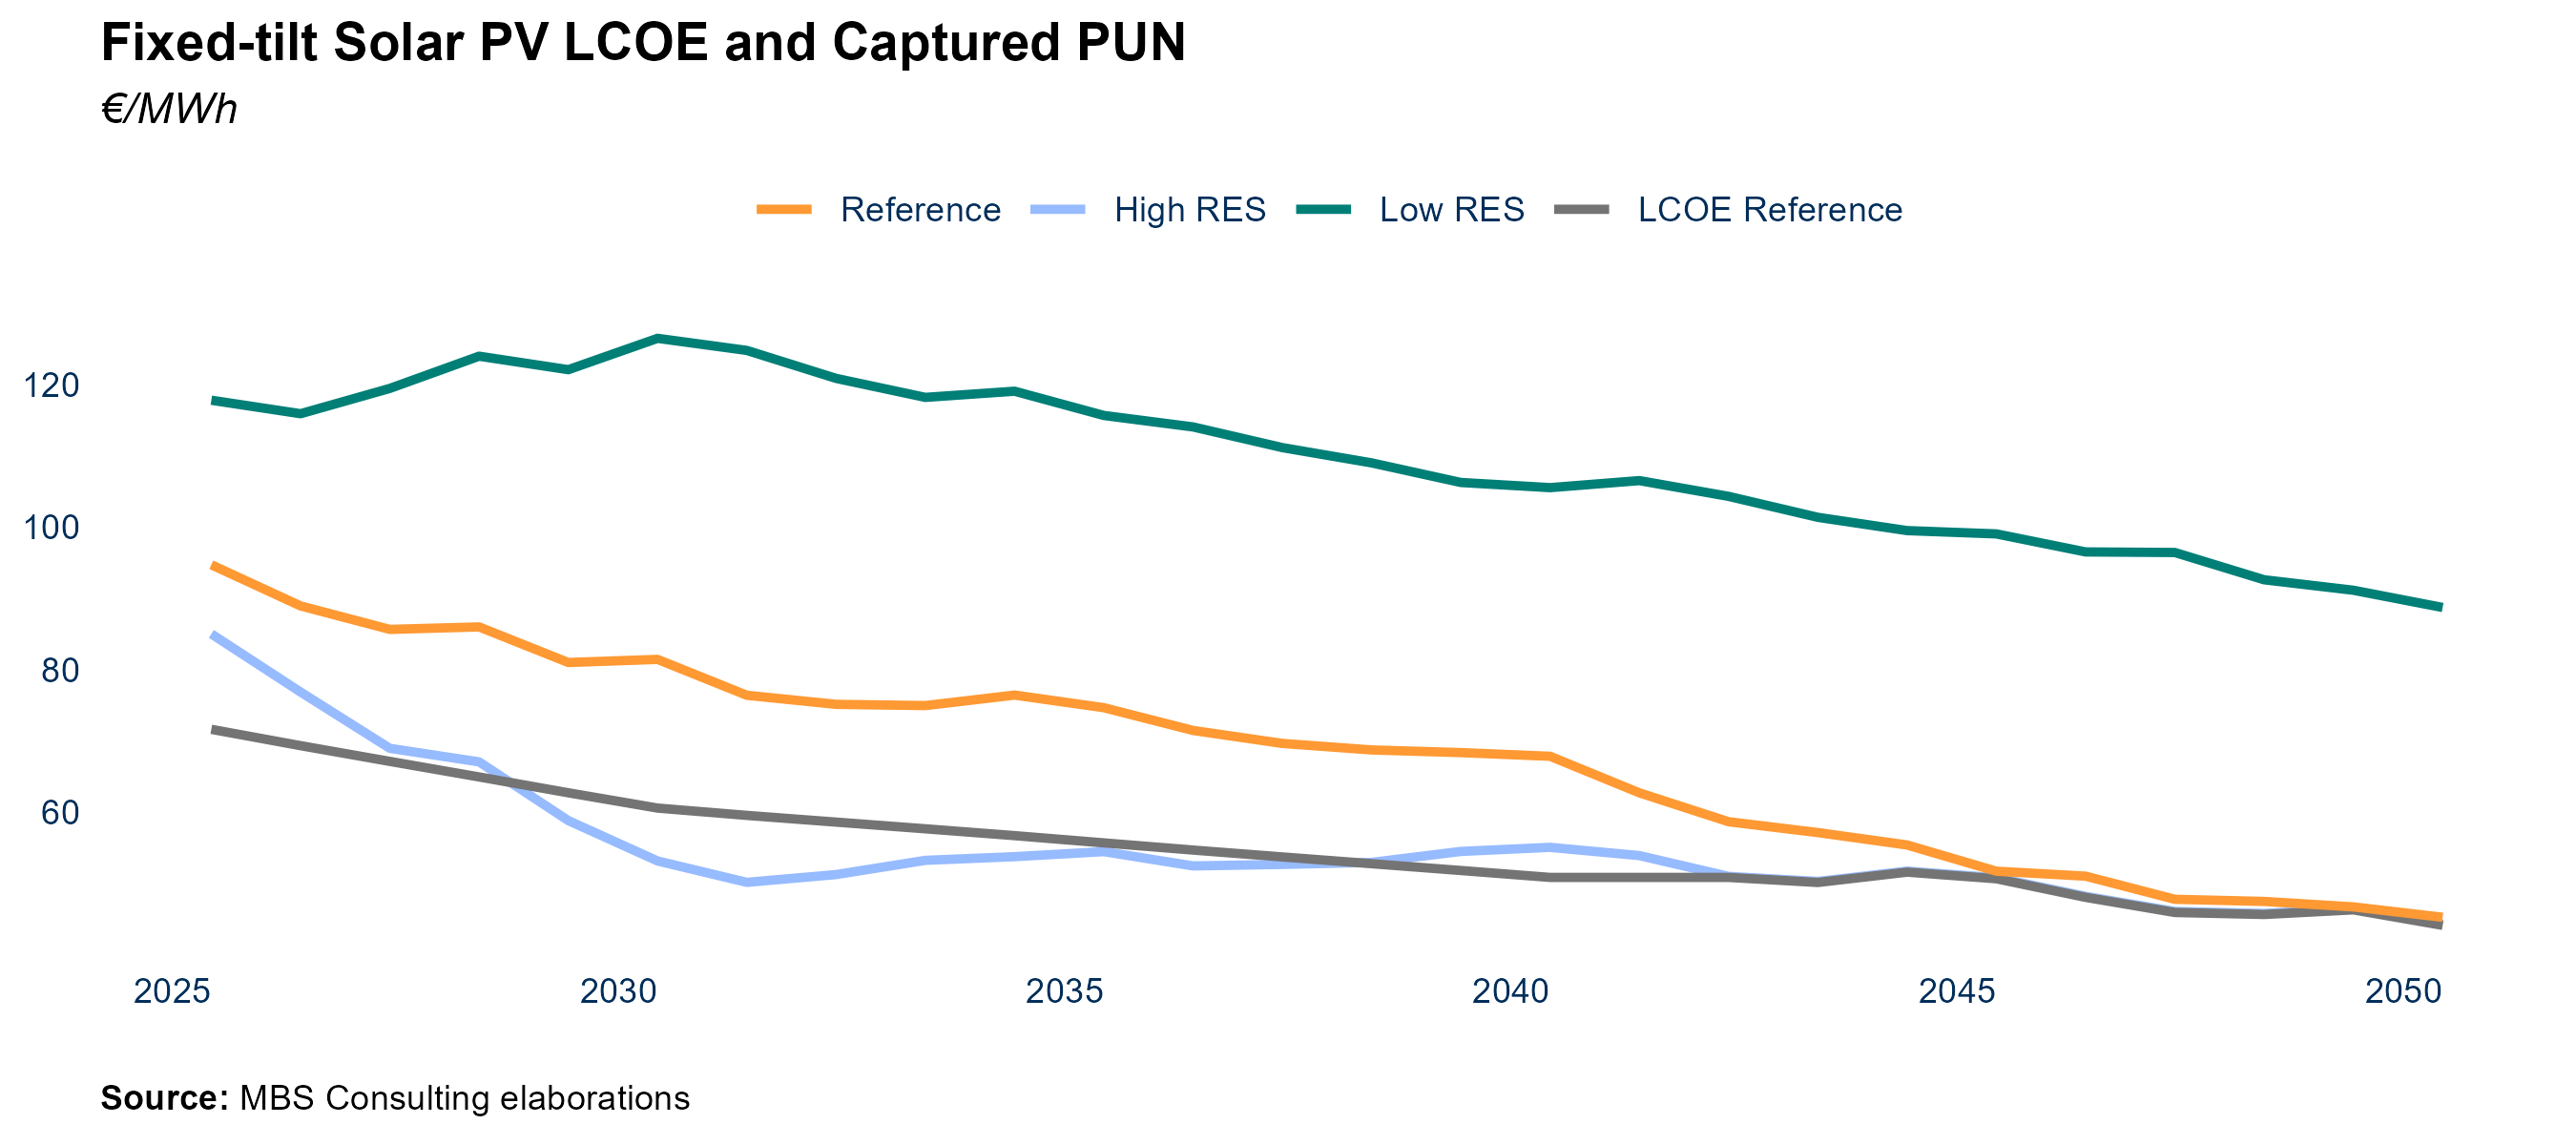 Fixed-tilt Solar PV LCOE and Captured PUN
€/MWh
Reference High RES Low RES LCOE Reference
120
100
80
60
2025 2030 2035 2040 2045 2050
Source: MBS Consulting elaborations